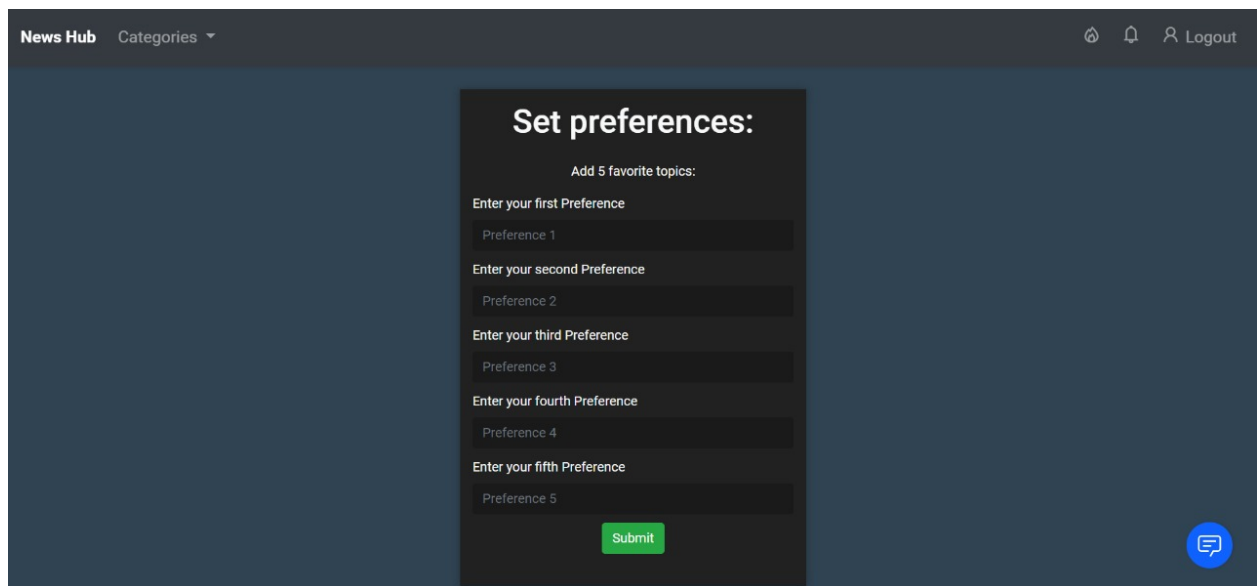 News Hub Categories Logout
Set preferences:
Add 5 favorite topics:
Enter your first Preference
Preference 1
Enter your second Preference
Preference 2
Enter your third Preference
Preference 3
Enter your fourth Preference
Preference 4
Enter your fifth Preference
Preference 5
Submit